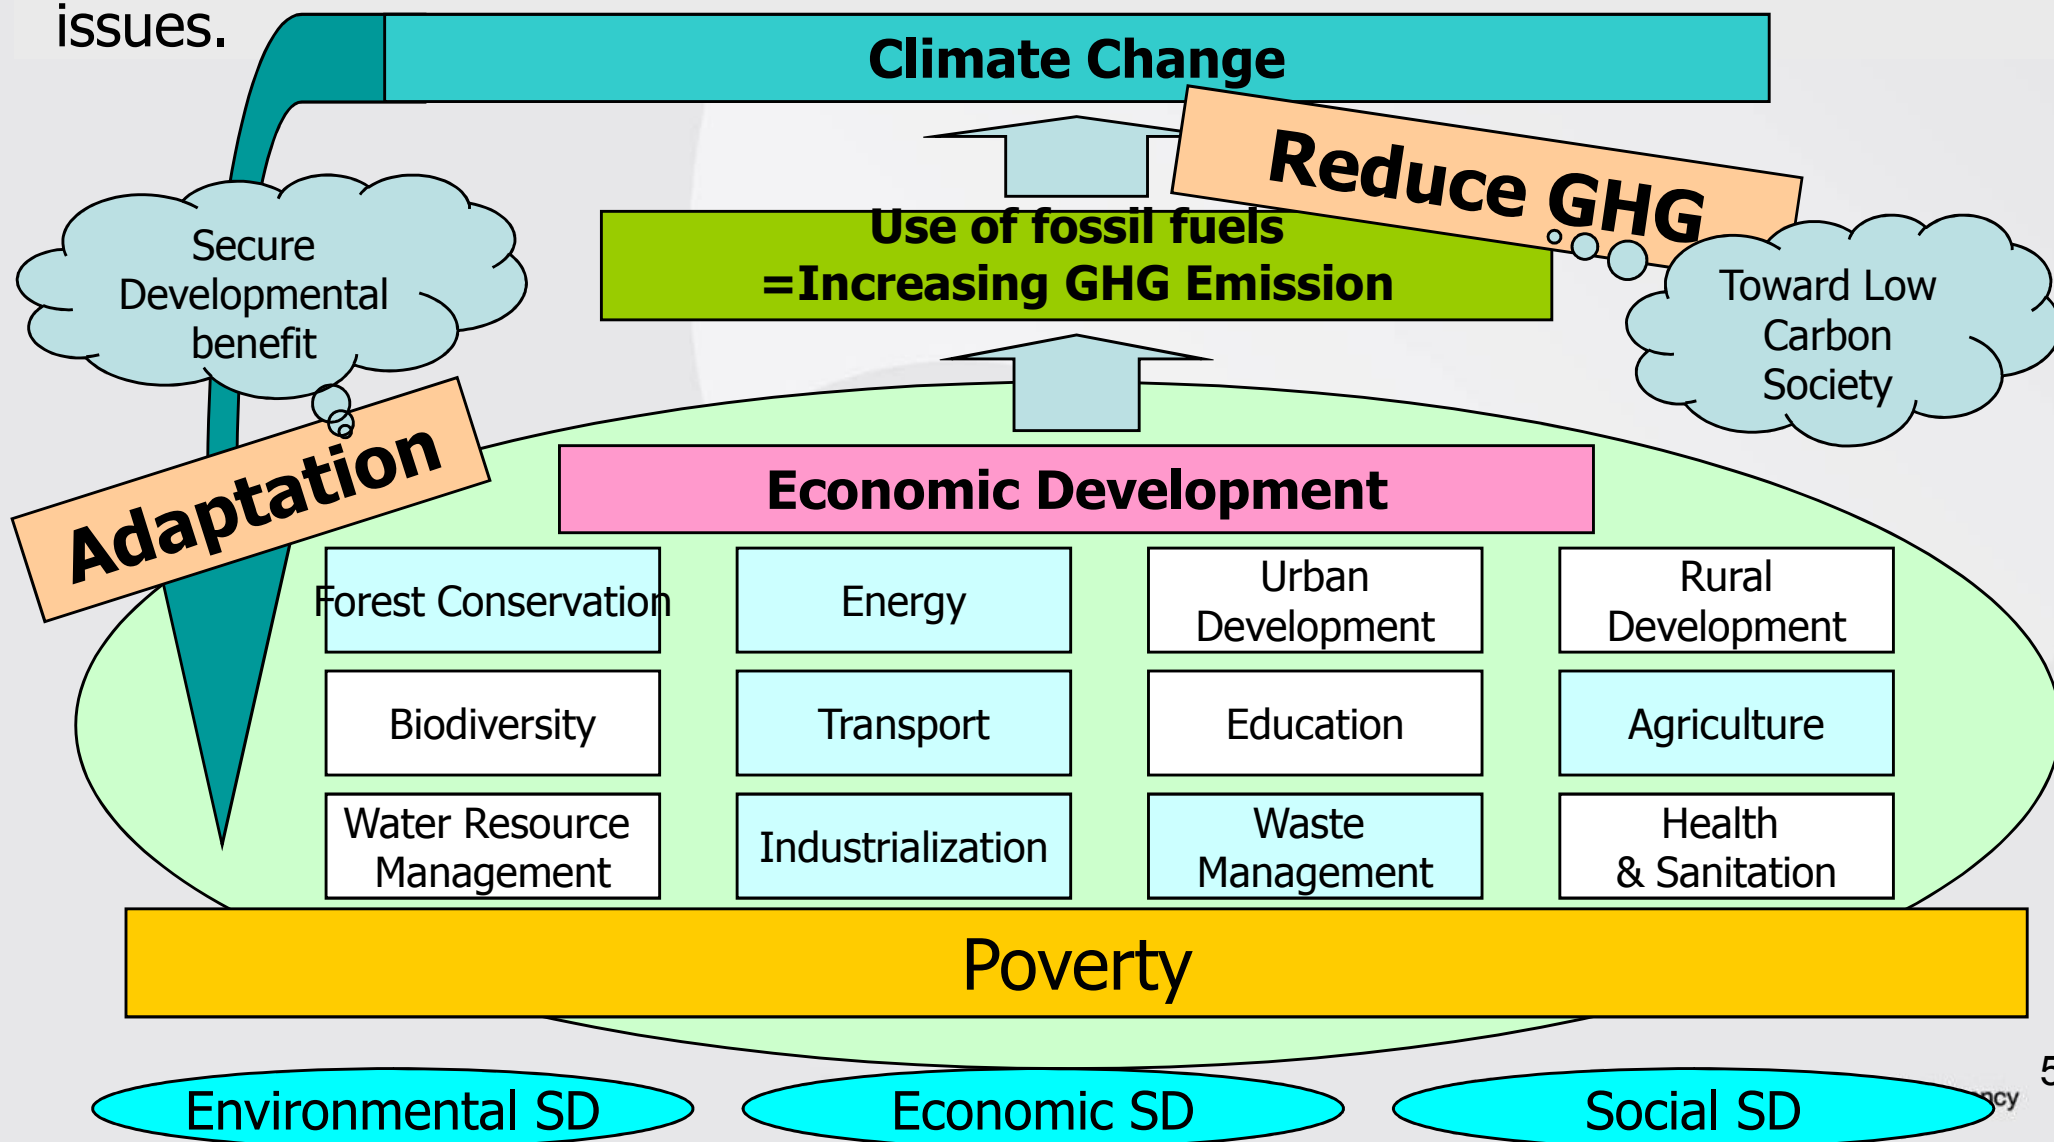 issues.
Climate Change
Reduce GHG
Use of fossil fuels
=Increasing GHG Emission
Secure
Developmental
benefit
Toward Low
Carbon
Society
Adaptation
Economic Development
Forest Conservation
Energy
Urban
Development
Rural
Development
Biodiversity
Transport
Education
Agriculture
Water Resource
Management
Industrialization
Waste
Management
Health
& Sanitation
Poverty
5
Environmental SD
Economic SD
Social SD